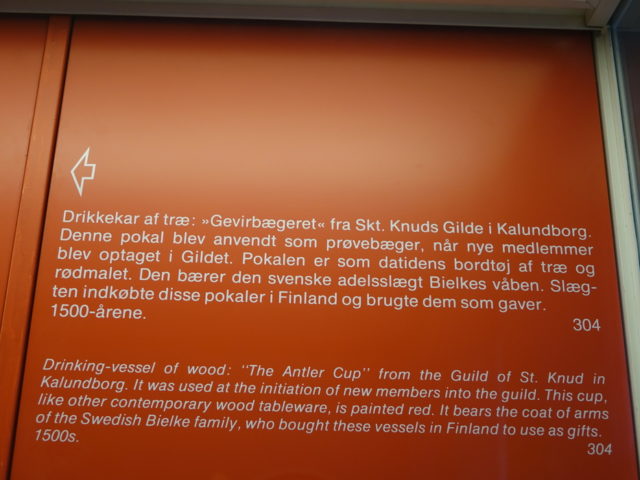 Drikkekar af træ: »Gevirbægeret« fra Skt. Knuds Gilde i Kalundborg.
Denne pokal blev anvendt som prøvebæger, når nye medlemmer
blev optaget i Gildet. Pokalen er som datidens bordtøj af træ og
rødmalet. Den bærer den svenske adelsslægt Bielkes våben. Slæg-
ten indkøbte disse pokaler i Finland og brugte dem som gaver.
1500-årene.
304
Drinking-vessel of wood: ''The Antler Cup'' from the Guild of St. Knud in
Kalundborg. It was used at the initiation of new members into the guild. This cup,
like other contemporary wood tableware, is painted red. It bears the coat of arms
of the Swedish Bielke family, who bought these vessels in Finland to use as gifts.
1500s.
304